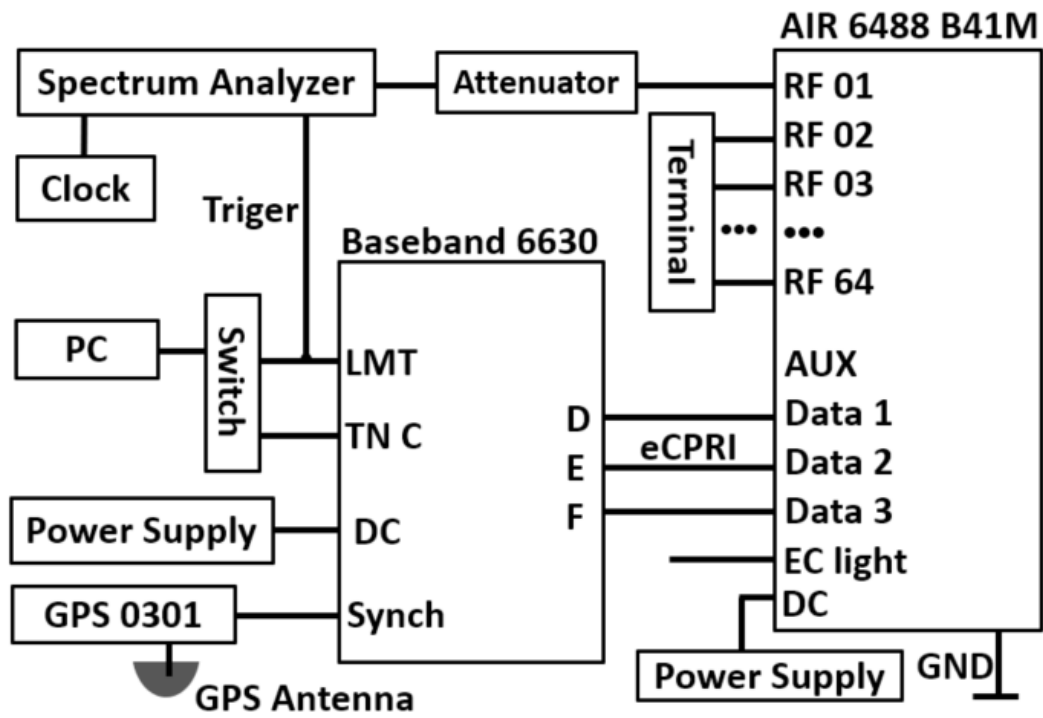 AIR 6488 B41M
Spectrum Analyzer
Attenuator
RF 01
RF 02
RF 03
•••
•••
RF 64
Terminal
Clock
Triger
Baseband 6630
PC
Switch
LMT
TN C
AUX
D
Data 1
eCPRI
E
Data 2
F
Data 3
Power Supply
DC
EC light
DC
GPS 0301
Synch
Power Supply
GND
GPS Antenna